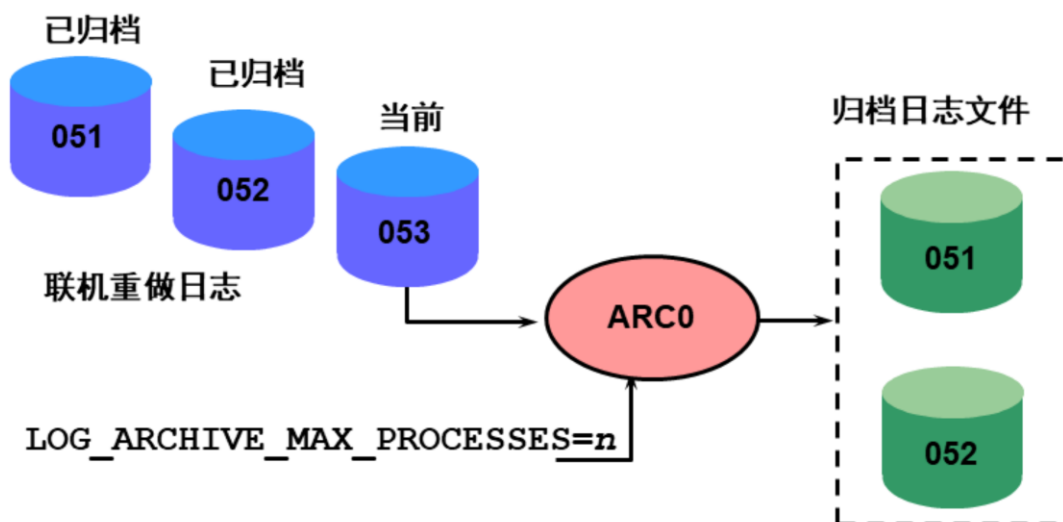 已归档
051
已归档
052
当前
053
联机重做日志
ARC0
LOG_ARCHIVE_MAX_PROCESSES=n
归档日志文件
051
052